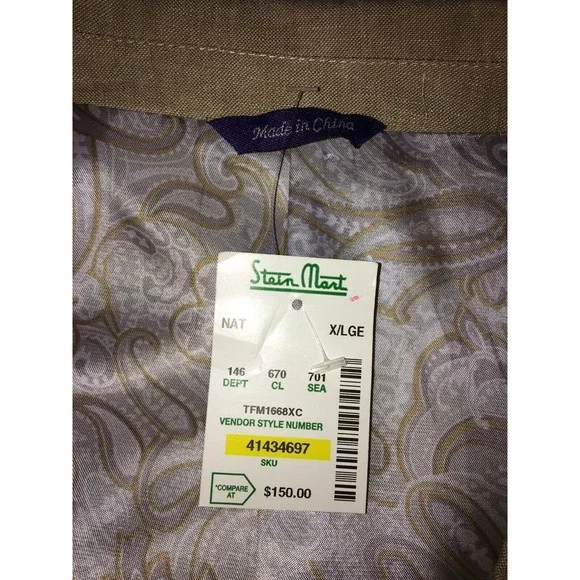 Made in China
Stein Mart
NAT X/LGE
146 670 701
DEPT CL SEA
TFM1668XC
VENDOR STYLE NUMBER
41434697
SKU
*COMPARE
AT
$150.00